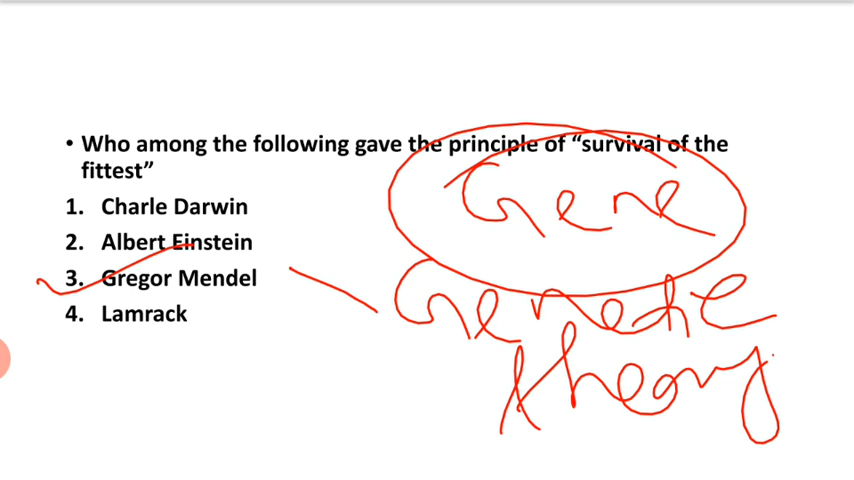 • Who among the following gave the principle of “survival of the
fittest”
1. Charle Darwin
2. Albert Einstein
3. Gregor Mendel
4. Lamrack
Gene
Genetic
theory